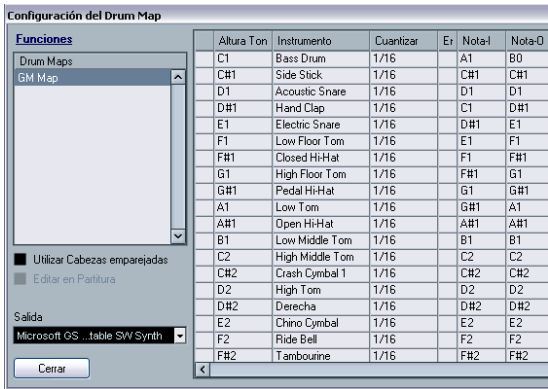 Configuración del Drum Map
Funciones
Drum Maps
GM Map
Utilizar Cabezas emparejadas
Editar en Partitura
Salida
Microsoft GS ...table SW Synth
Cerrar
Altura Ton Instrumento Cuantizar Er Nota-I Nota-O
C1 Bass Drum 1/16 A1 B0
C#1 Side Stick 1/16 C#1 C#1
D1 Acoustic Snare 1/16 D1 D1
D#1 Hand Clap 1/16 C1 D#1
E1 Electric Snare 1/16 D#1 E1
F1 Low Floor Tom 1/16 E1 F1
F#1 Closed Hi-Hat 1/16 F1 F#1
G1 High Floor Tom 1/16 F#1 G1
G#1 Pedal Hi-Hat 1/16 G1 G#1
A1 Low Tom 1/16 G#1 A1
A#1 Open Hi-Hat 1/16 A#1 A#1
B1 Low Middle Tom 1/16 B1 B1
C2 High Middle Tom 1/16 C2 C2
C#2 Crash Cymbal 1 1/16 C#2 C#2
D2 High Tom 1/16 D2 D2
D#2 Derecha 1/16 D#2 D#2
E2 Chino Cymbal 1/16 E2 E2
F2 Ride Bell 1/16 F2 F2
F#2 Tambourine 1/16 F#2 F#2